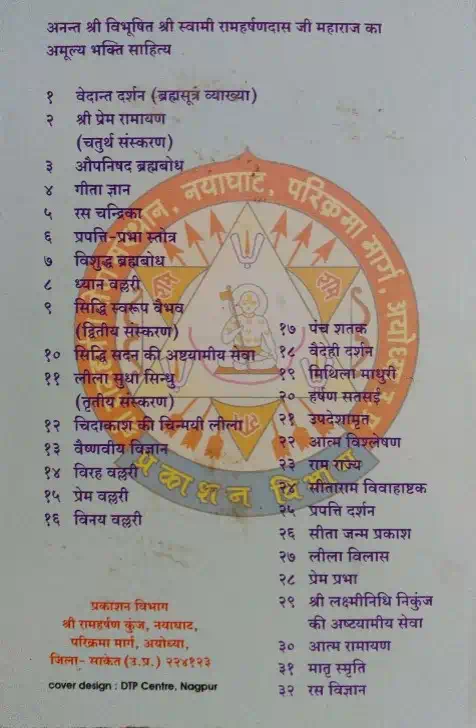 अनन्त श्री विभूषित श्री स्वामी रामहर्षणदास जी महाराज का
अमूल्य भक्ति साहित्य
१ वेदान्त दर्शन (ब्रह्मसूत्र व्याख्या)
२ श्री प्रेम रामायण
(चतुर्थ संस्करण)
३ औपनिषद ब्रह्मबोध
४ गीता ज्ञान
५ रस चन्द्रिका
६ प्रपत्ति-प्रभा स्तोत्र
७ विशुद्ध ब्रह्मबोध
८ ध्यान वल्लरी
९ सिद्धि स्वरूप वैभव
(द्वितीय संस्करण)
१० सिद्धि सदन की अष्टयामीय सेवा
११ लीला सुधा सिन्धु
(तृतीय संस्करण)
१२ चिदाकाश की चिन्मयी लीला
१३ वैष्णवीय विज्ञान
१४ विरह वल्लरी
१५ प्रेम वल्लरी
१६ विनय वल्लरी
१७ पंच शतक
१८ वैदेही दर्शन
१९ मिथिला माधुरी
२० हर्षण सतसई
२१ उपदेशामृत
२२ आत्म विश्लेषण
२३ राम राज्य
२४ सीताराम विवाहाष्टक
२५ प्रपत्ति दर्शन
२६ सीता जन्म प्रकाश
२७ लीला विलास
२८ प्रेम प्रभा
२९ श्री लक्ष्मीनिधि निकुंज
की अष्टयामीय सेवा
३० आत्म रामायण
३१ मातृ स्मृति
३२ रस विज्ञान
नयाघाट, परिक्रमा मार्ग,
प्रकाशन विभाग
प्रकाशन विभाग
श्री रामहर्षण कुंज, नयाघाट,
परिक्रमा मार्ग, अयोध्या,
जिला- साकेत (उ.प्र.) २२४१२३
cover design : DTP Centre, Nagpur